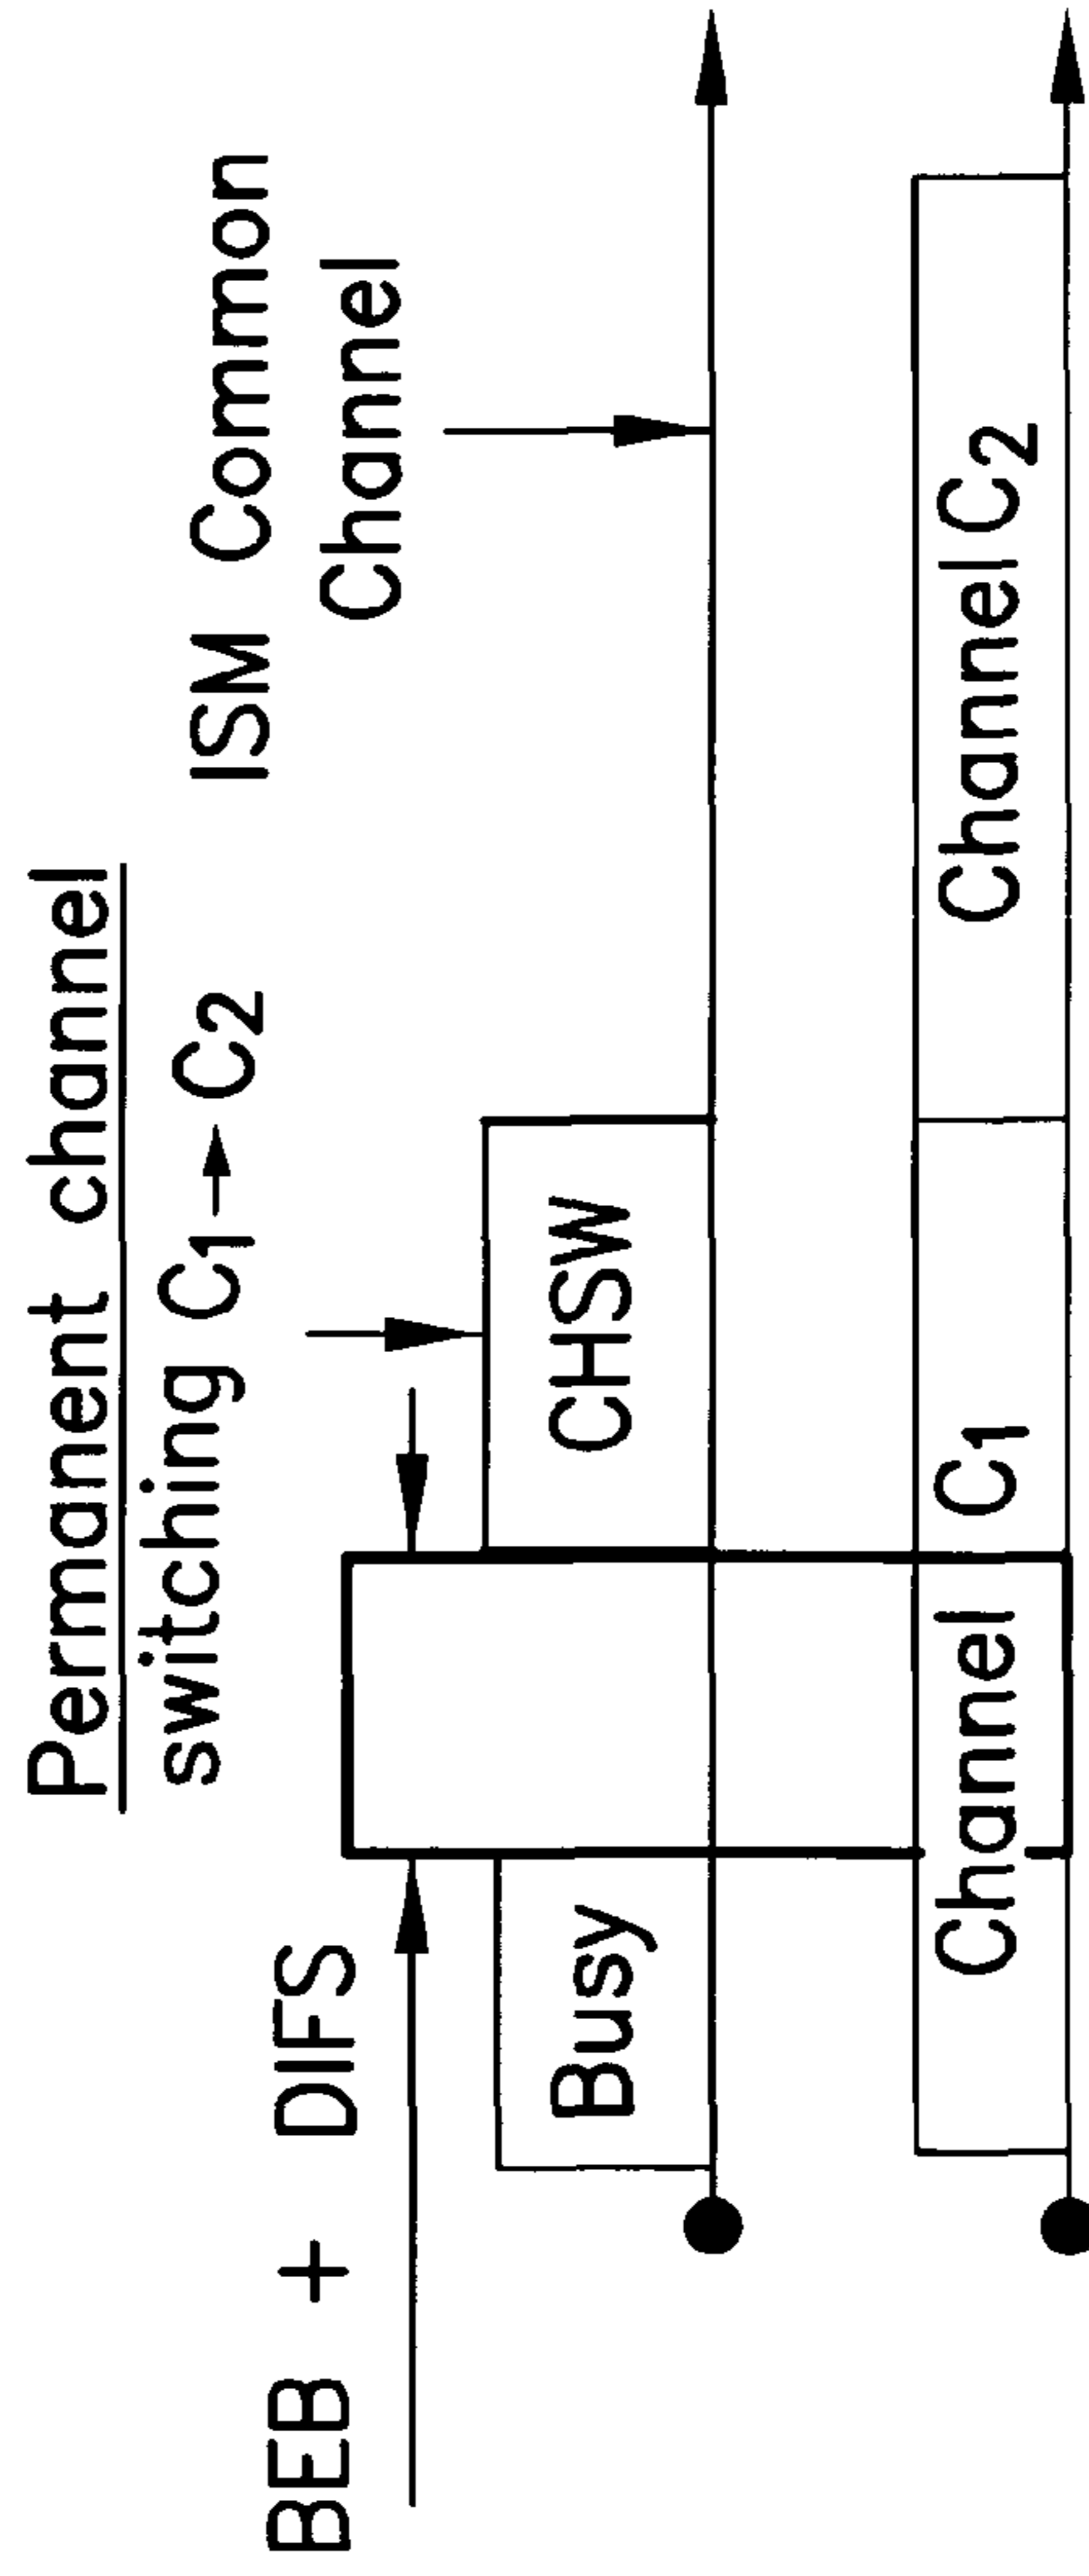 Permanent channel
switching C₁→C₂
ISM Common
Channel
BEB + DIFS
Busy
CHSW
Channel C₁
Channel C₂